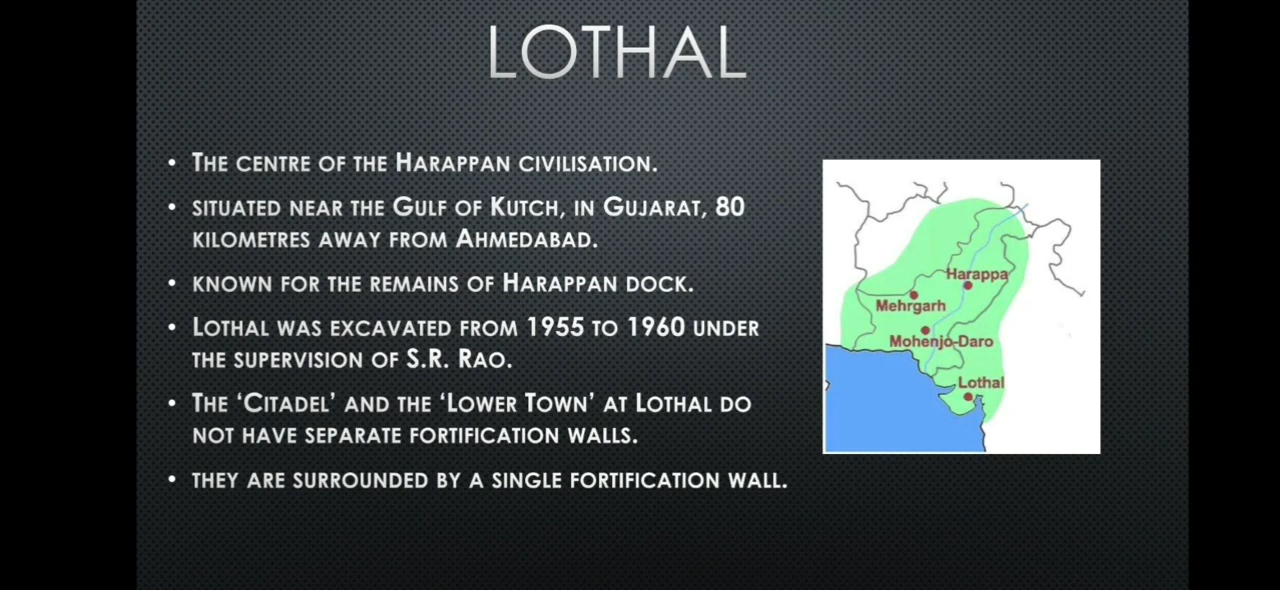 LOTHAL
• The centre of the Harappan civilisation.
• situated near the Gulf of Kutch, in Gujarat, 80
kilometres away from Ahmedabad.
• known for the remains of Harappan dock.
• Lothal was excavated from 1955 to 1960 under
the supervision of S.R. Rao.
• The ‘Citadel’ and the ‘Lower Town’ at Lothal do
not have separate fortification walls.
• they are surrounded by a single fortification wall.
Harappa
Mehrgarh
Mohenjo-Daro
Lothal